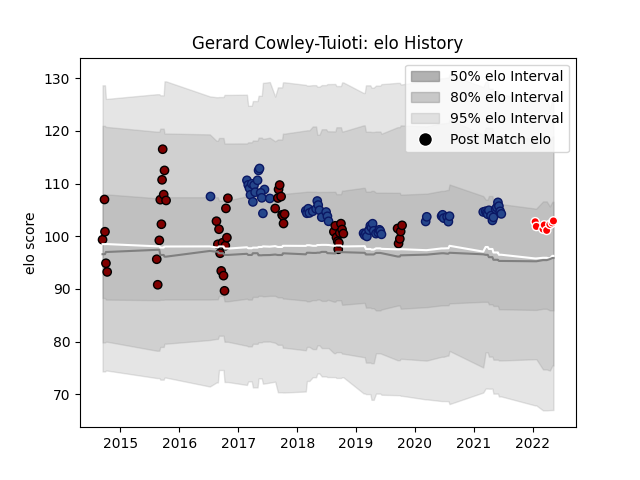 Gerard Cowley-Tuioti: elo History
130
120
110
100
90
80
70
elo score
50% elo Interval
80% elo Interval
95% elo Interval
Post Match elo
2015 2016 2017 2018 2019 2020 2021 2022